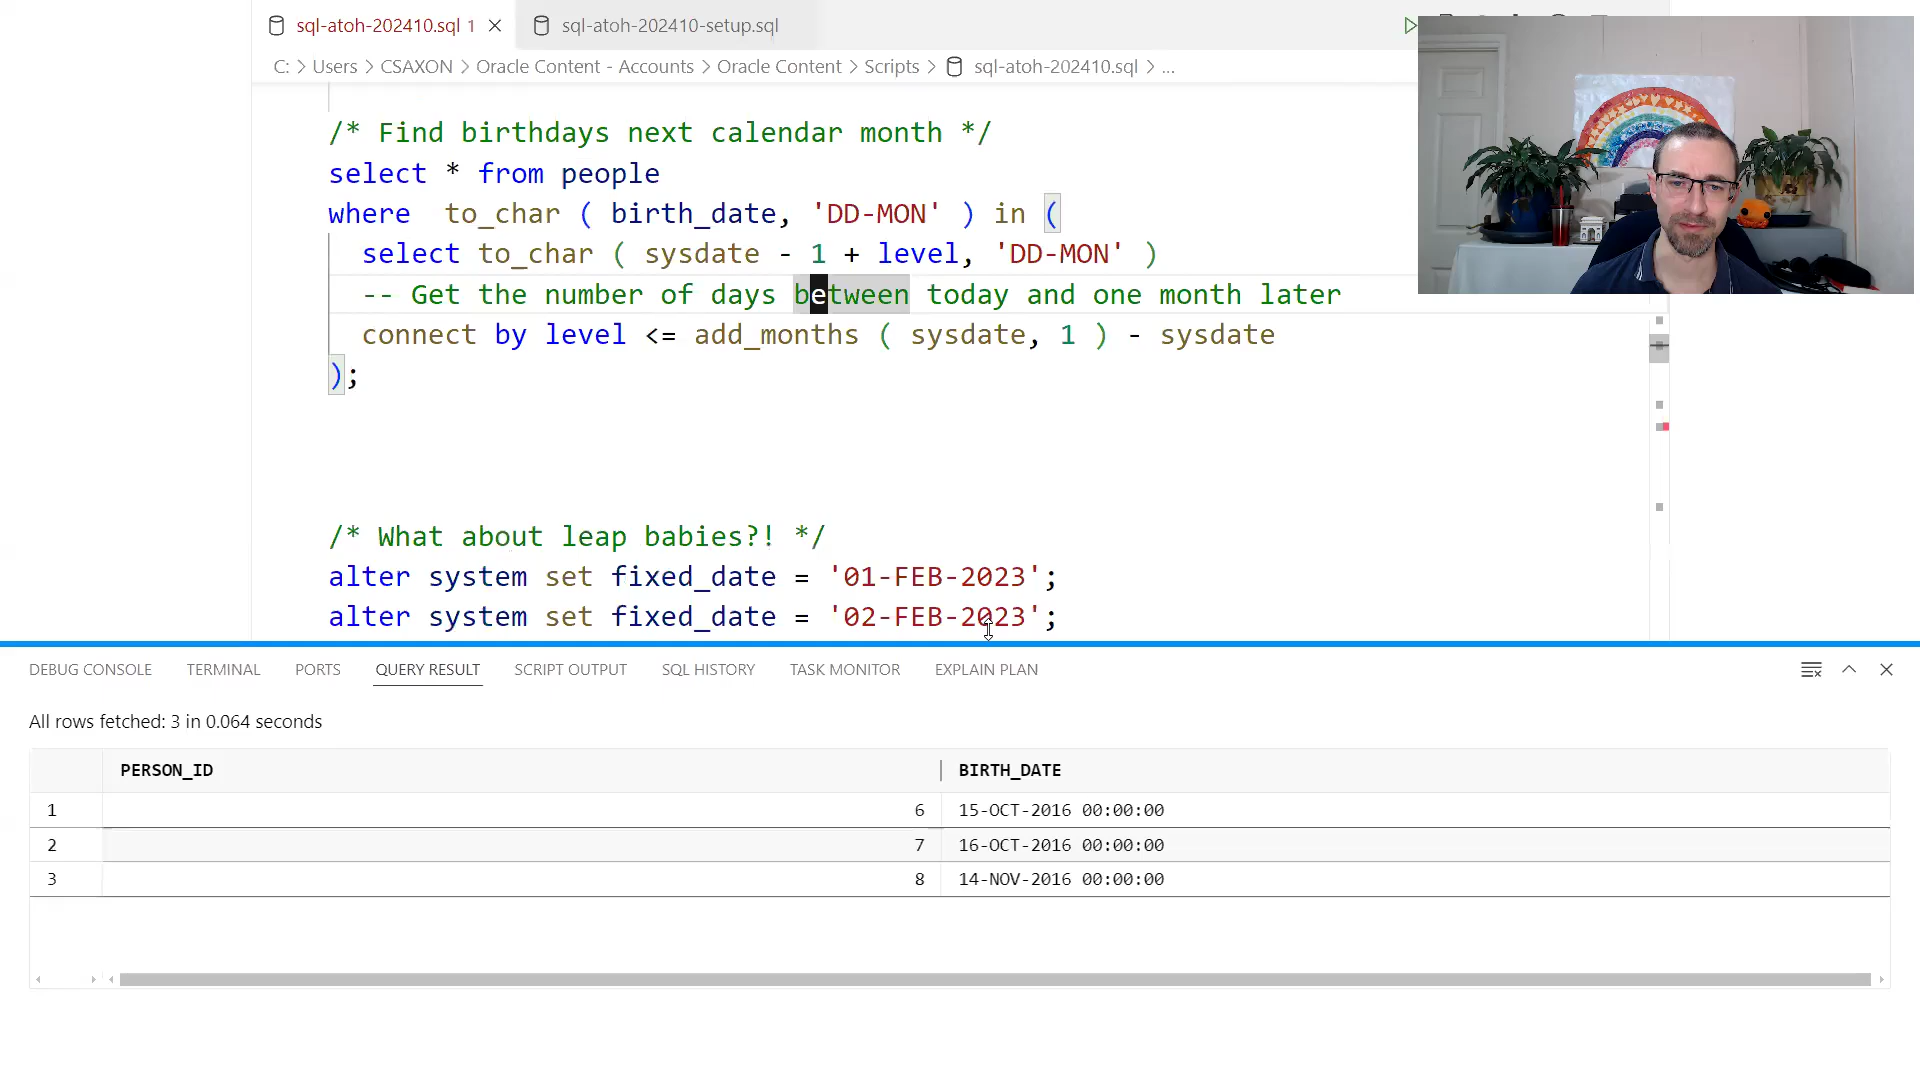 sql-atoh-202410.sql 1
sql-atoh-202410-setup.sql
C: > Users > CSAXON > Oracle Content - Accounts > Oracle Content > Scripts > sql-atoh-202410.sql > ...
/* Find birthdays next calendar month */
select * from people
where  to_char ( birth_date, 'DD-MON' ) in (
select to_char ( sysdate - 1 + level, 'DD-MON' )
-- Get the number of days between today and one month later
connect by level <= add_months ( sysdate, 1 ) - sysdate
);
/* What about leap babies?! */
alter system set fixed_date = '01-FEB-2023';
alter system set fixed_date = '02-FEB-2023';
DEBUG CONSOLE TERMINAL PORTS QUERY RESULT SCRIPT OUTPUT SQL HISTORY TASK MONITOR EXPLAIN PLAN
All rows fetched: 3 in 0.064 seconds
PERSON_ID BIRTH_DATE
1 6 15-OCT-2016 00:00:00
2 7 16-OCT-2016 00:00:00
3 8 14-NOV-2016 00:00:00